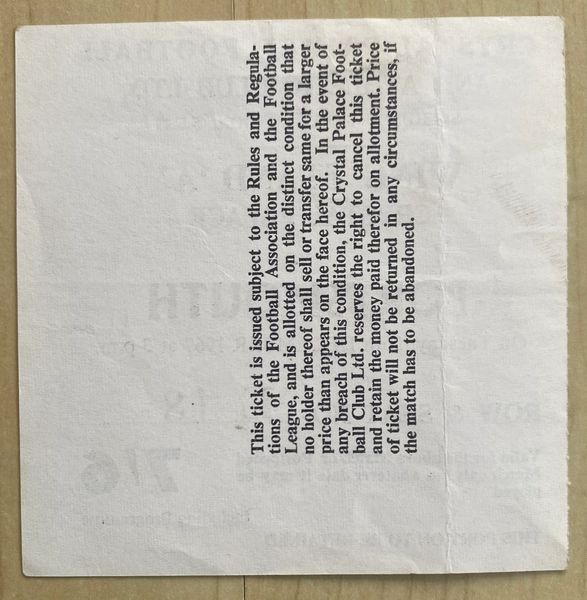 This ticket is issued subject to the Rules and Regula-
tions of the Football Association and the Football
League, and is allotted on the distinct condition that
no holder thereof shall sell or transfer same for a larger
price than appears on the face hereof. In the event of
any breach of this condition, the Crystal Palace Foot-
ball Club Ltd. reserves the right to cancel this ticket
and retain the money paid therefor on allotment. Price
of ticket will not be returned in any circumstances, if
the match has to be abandoned.